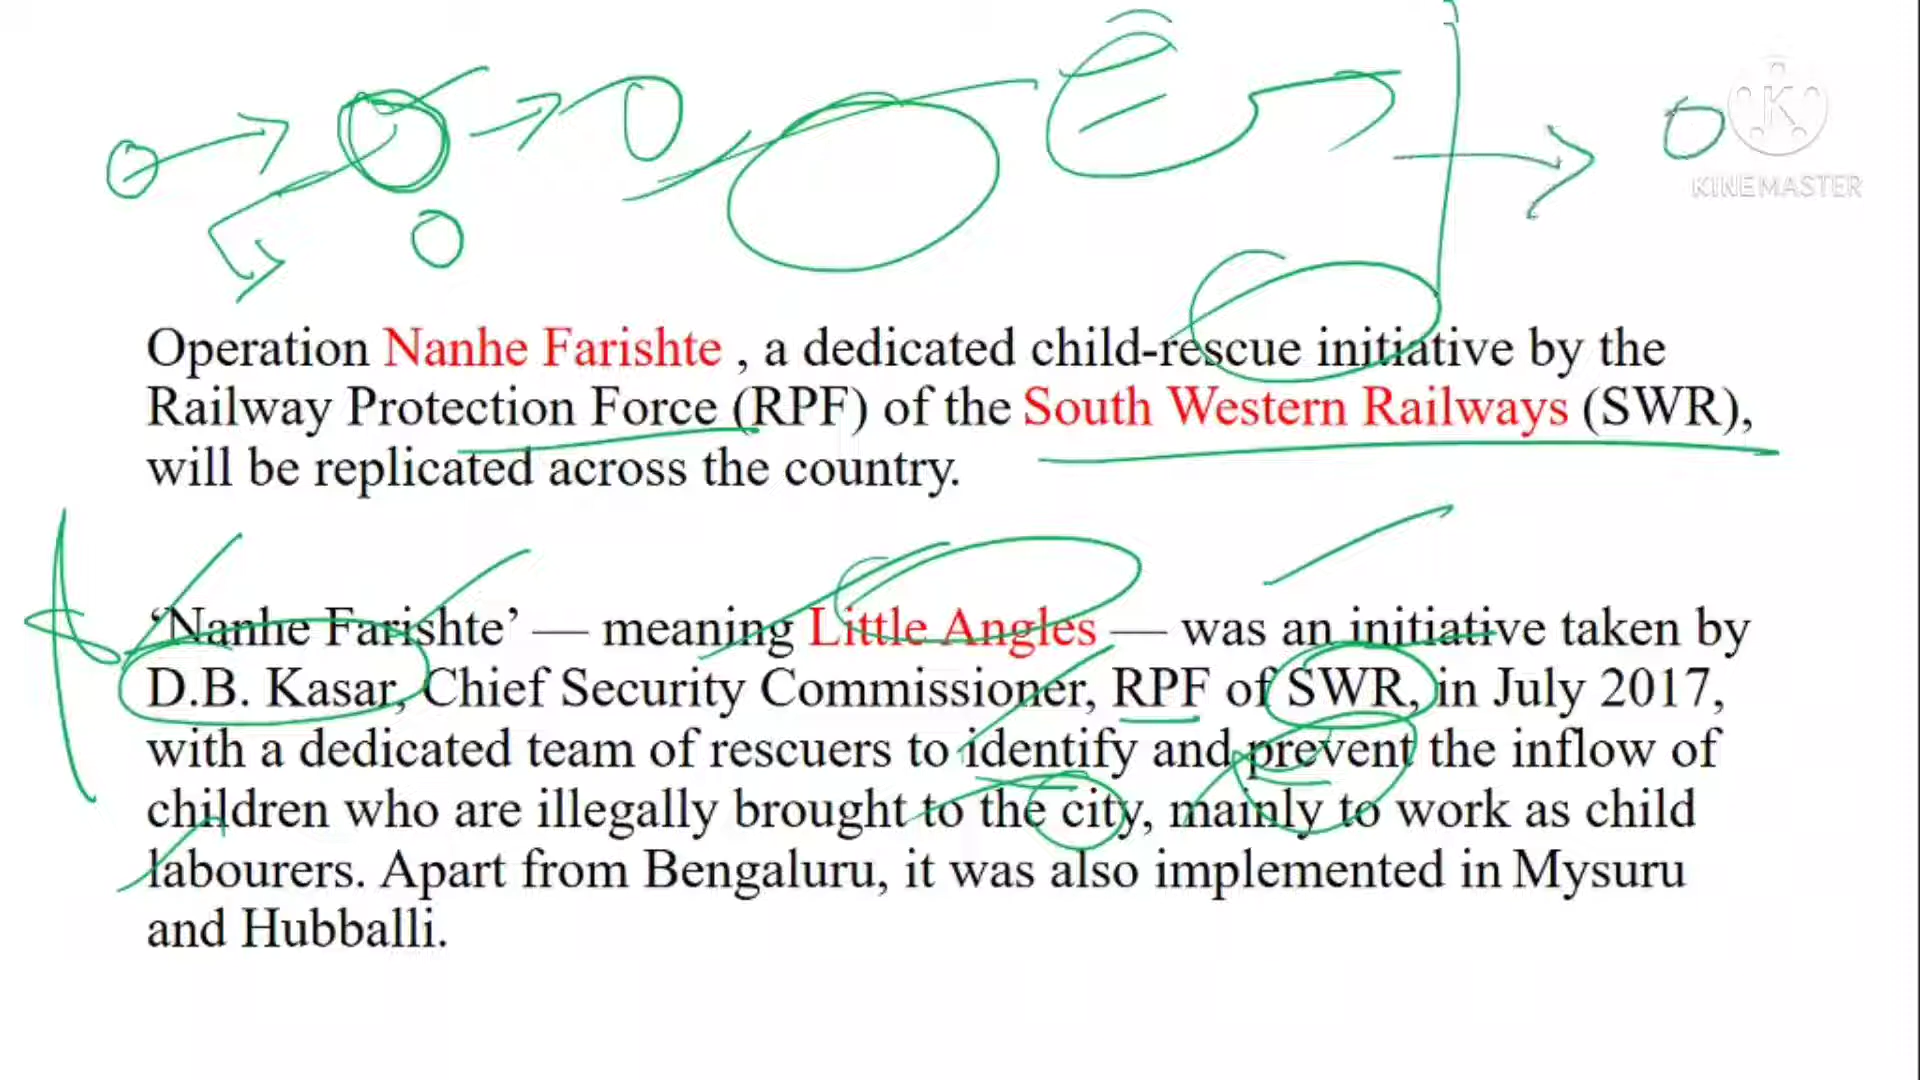 KINEMASTER
Operation Nanhe Farishte , a dedicated child-rescue initiative by the
Railway Protection Force (RPF) of the South Western Railways (SWR),
will be replicated across the country.
‘Nanhe Farishte’ — meaning Little Angles — was an initiative taken by
D.B. Kasar, Chief Security Commissioner, RPF of SWR, in July 2017,
with a dedicated team of rescuers to identify and prevent the inflow of
children who are illegally brought to the city, mainly to work as child
labourers. Apart from Bengaluru, it was also implemented in Mysuru
and Hubballi.